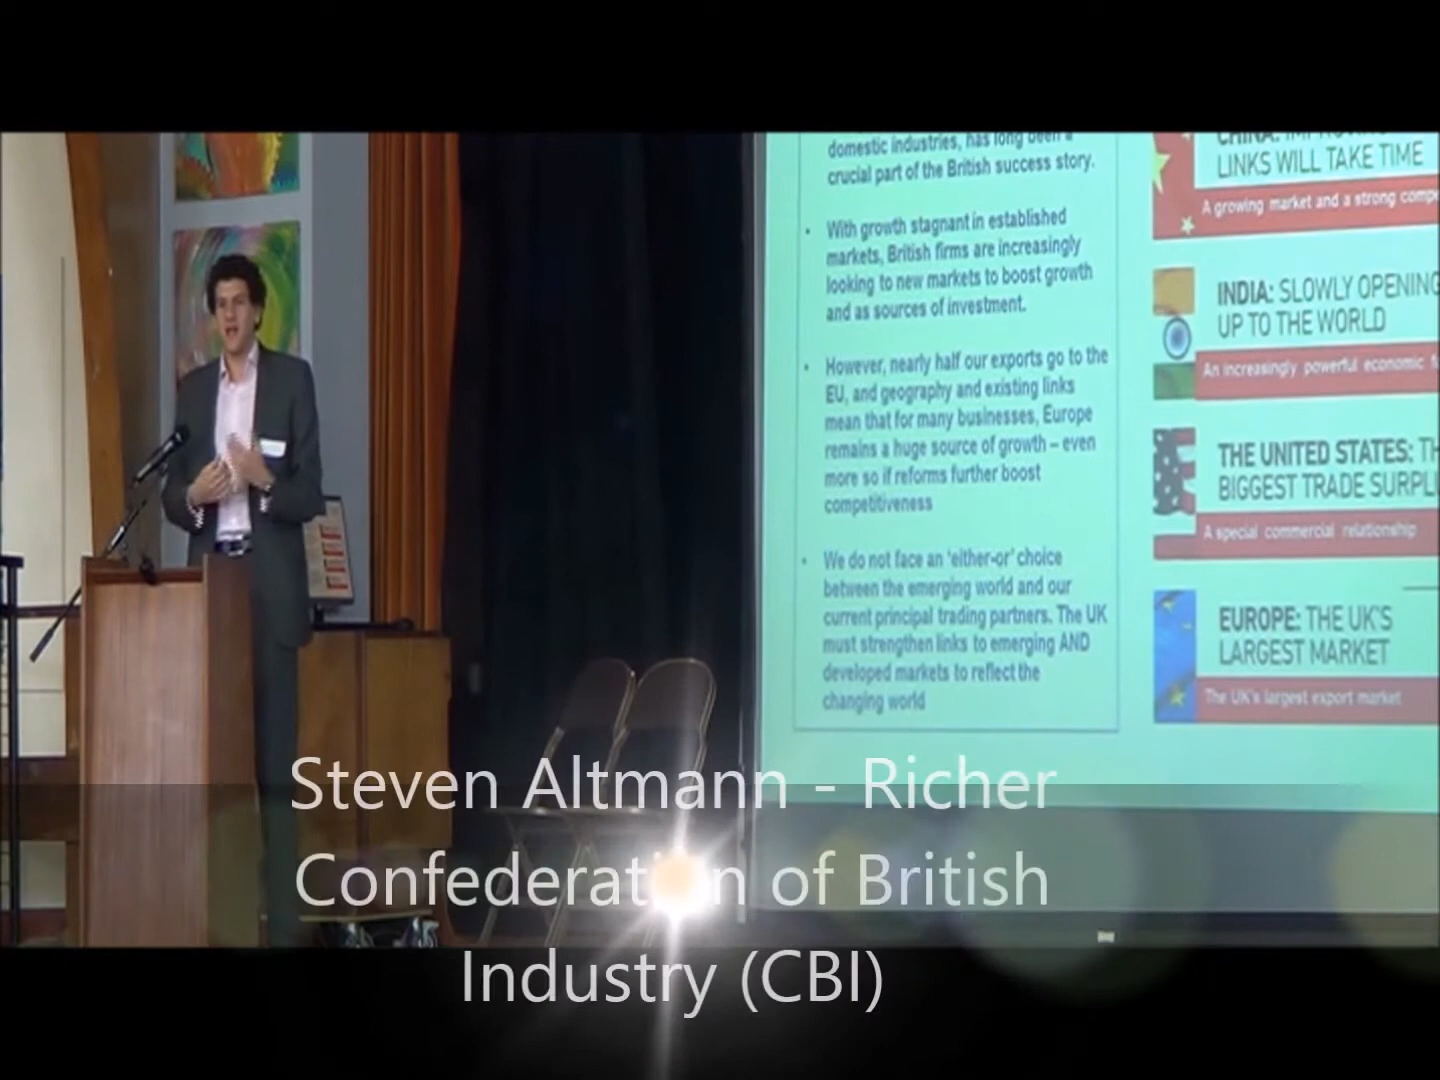 domestic industries, has long been a
crucial part of the British success story.
With growth stagnant in established
markets, British firms are increasingly
looking to new markets to boost growth
and as sources of investment.
However, nearly half our exports go to the
EU, and geography and existing links
mean that for many businesses, Europe
remains a huge source of growth – even
more so if reforms further boost
competitiveness
We do not face an 'either-or' choice
between the emerging world and our
current principal trading partners. The UK
must strengthen links to emerging AND
developed markets to reflect the
changing world
CHINA:
LINKS WILL TAKE TIME
A growing market and a strong
INDIA: SLOWLY OPENING
UP TO THE WORLD
An increasingly powerful economic
THE UNITED STATES:
BIGGEST TRADE
A special commercial relationship
EUROPE: THE UK'S
LARGEST MARKET
The UK's largest export market
Steven Altmann - Richer
Confederation of British
Industry (CBI)